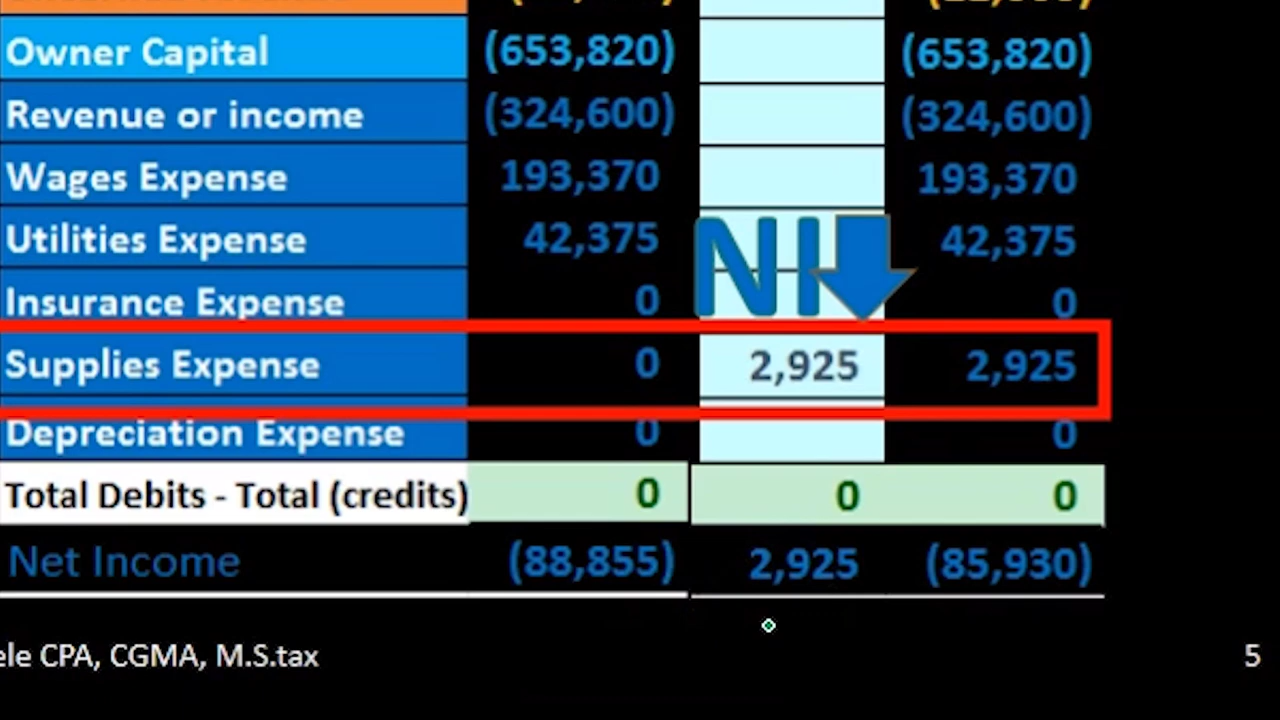 Owner Capital (653,820) (653,820)
Revenue or income (324,600) (324,600)
Wages Expense 193,370 193,370
Utilities Expense 42,375 42,375
NI
Insurance Expense 0 0
Supplies Expense 0 2,925 2,925
Depreciation Expense 0 0
Total Debits - Total (credits) 0 0 0
Net Income (88,855) 2,925 (85,930)
ele CPA, CGMA, M.S.tax 5